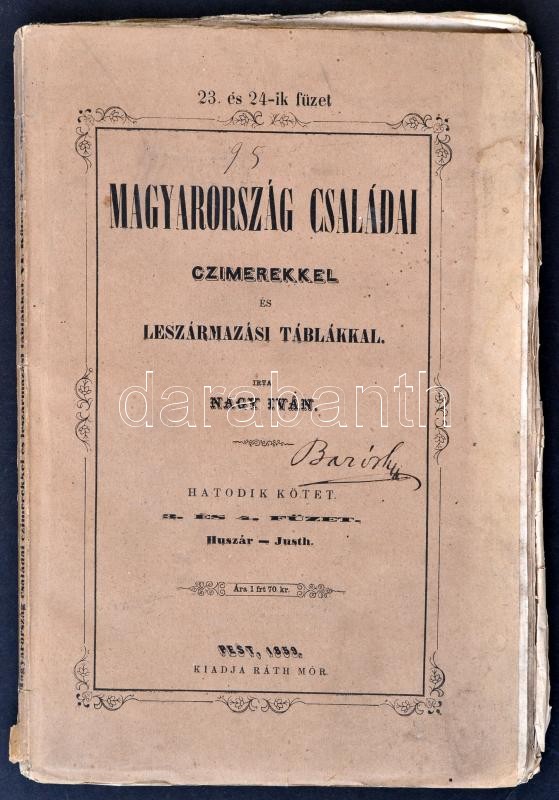 23. és 24-ik füzet
95
MAGYARORSZÁG CSALÁDAI
CZIMEREKKEL
ÉS
LESZÁRMAZÁSI TÁBLÁKKAL.
IRTA
NAGY IVÁN.
darabanth
HATODIK KÖTET.
3. ÉS 4. FÜZET.
Huszár — Justh.
Ára 1 frt 70 kr.
PEST, 1859.
KIADJA RÁTH MÓR.